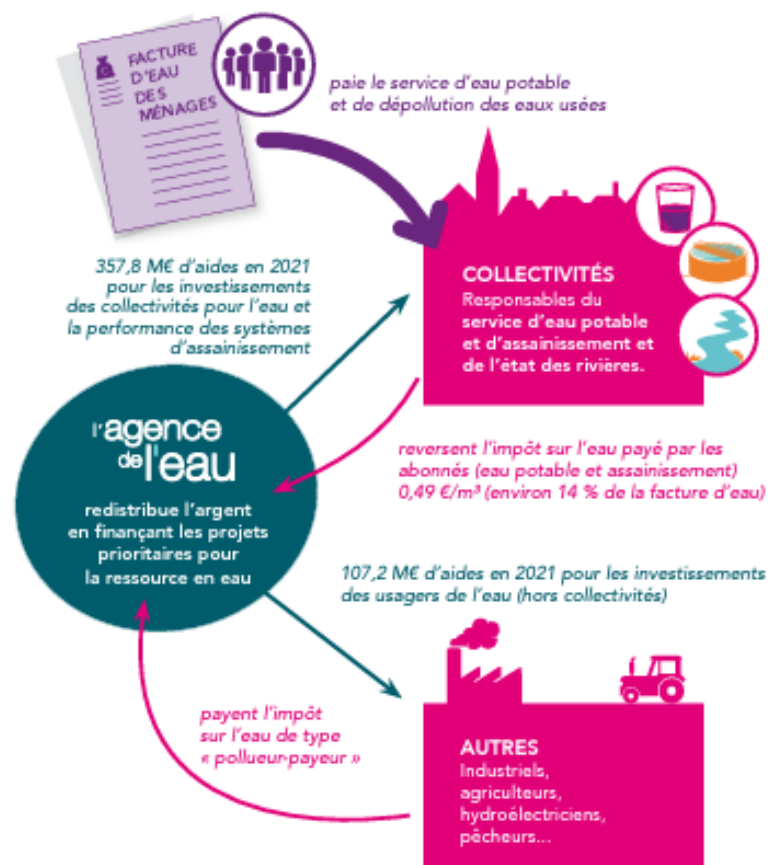 FACTURE
D'EAU
DES
MÉNAGES
paie le service d'eau potable
et de dépollution des eaux usées
357,8 M€ d'aides en 2021
pour les investissements
des collectivités pour l'eau et
la performance des systèmes
d'assainissement
COLLECTIVITÉS
Responsables du
service d'eau potable
et d'assainissement et
de l'état des rivières.
l'agence
de l'eau
redistribue l'argent
en finançant les projets
prioritaires pour
la ressource en eau
reversent l'impôt sur l'eau payé par les
abonnés (eau potable et assainissement)
0,49 €/m³ (environ 14 % de la facture d'eau)
107,2 M€ d'aides en 2021 pour les investissements
des usagers de l'eau (hors collectivités)
payent l'impôt
sur l'eau de type
« pollueur-payeur »
AUTRES
Industriels,
agriculteurs,
hydroélectriciens,
pêcheurs...